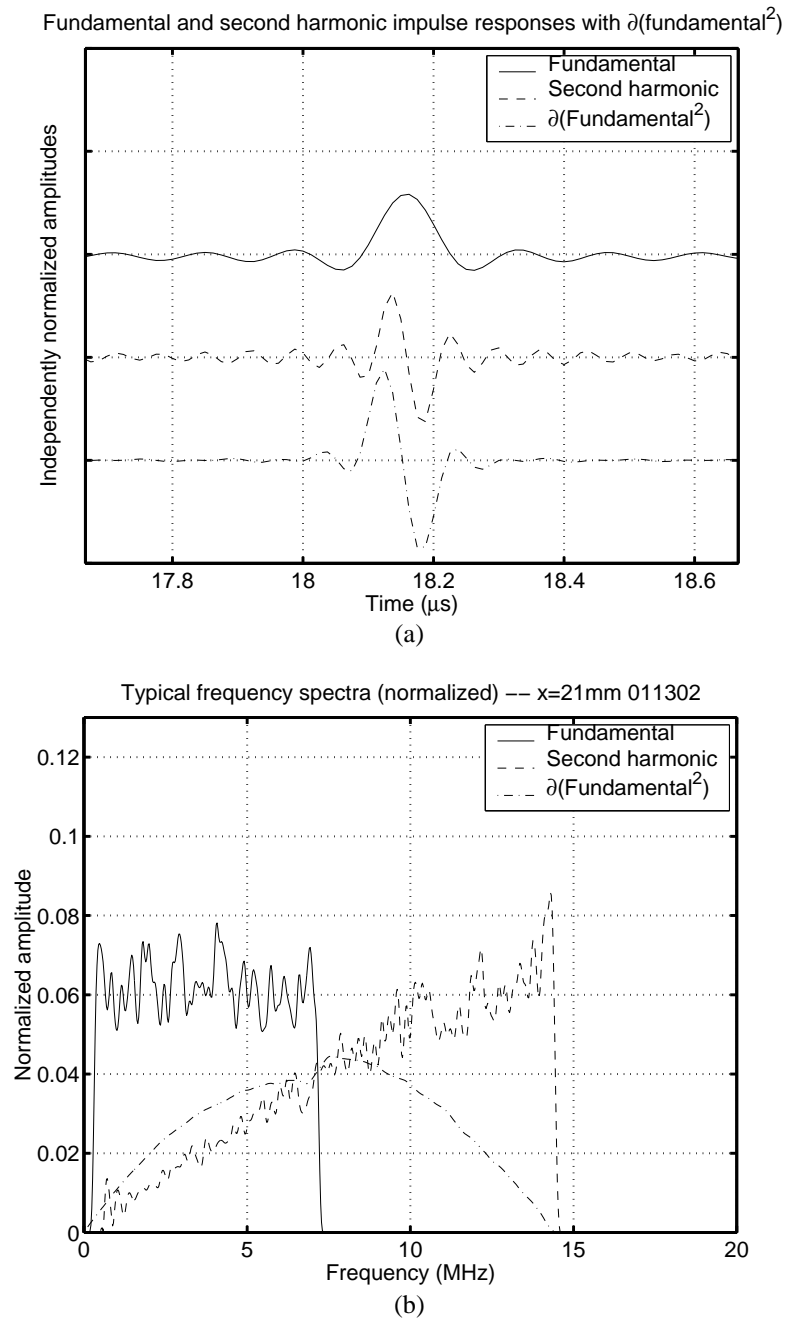 Fundamental and second harmonic impulse responses with ∂(fundamental²)
Fundamental
Second harmonic
∂(Fundamental²)
Independently normalized amplitudes
17.8 18 18.2 18.4 18.6
Time (μs)
(a)
Typical frequency spectra (normalized) −− x=21mm 011302
Fundamental
Second harmonic
∂(Fundamental²)
0.12
0.1
0.08
0.06
0.04
0.02
0
Normalized amplitude
0 5 10 15 20
Frequency (MHz)
(b)